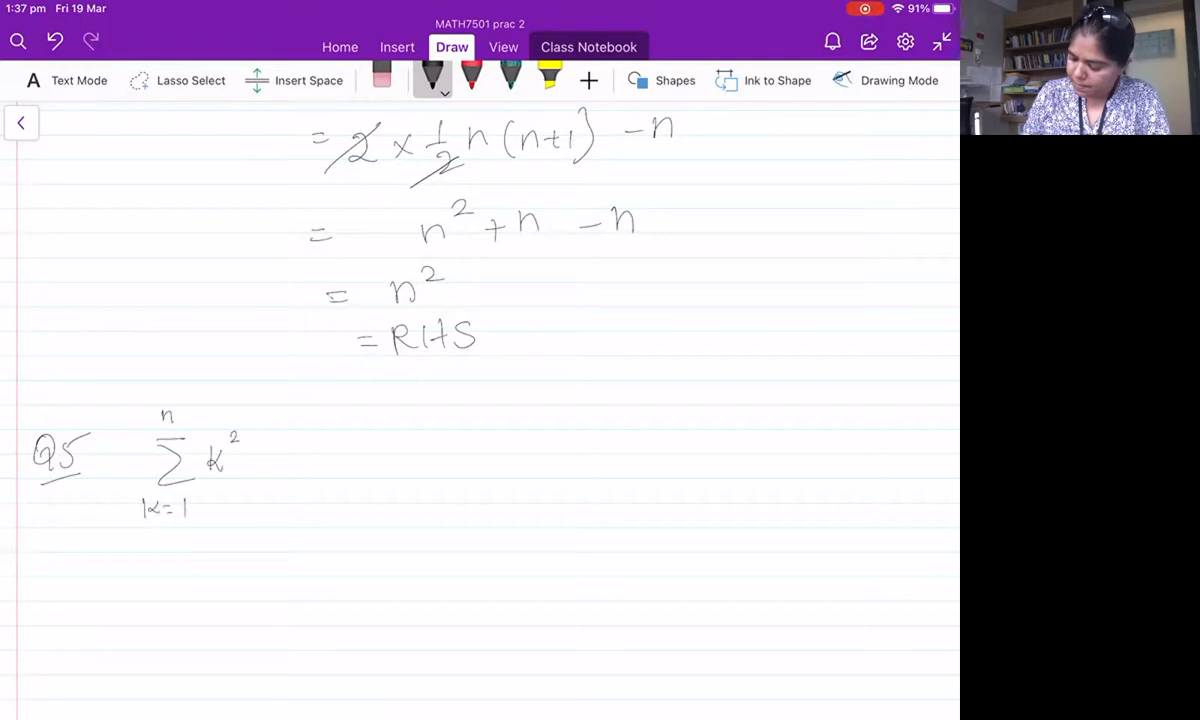 1:37 pm Fri 19 Mar
91%
MATH7501 prac 2
Home Insert Draw View Class Notebook
Text Mode Lasso Select Insert Space Shapes Ink to Shape Drawing Mode
= 2 × 1/2 n (n+1) - n
= n² + n - n
= n²
= RHS
Q5 n ∑ k=1 k²